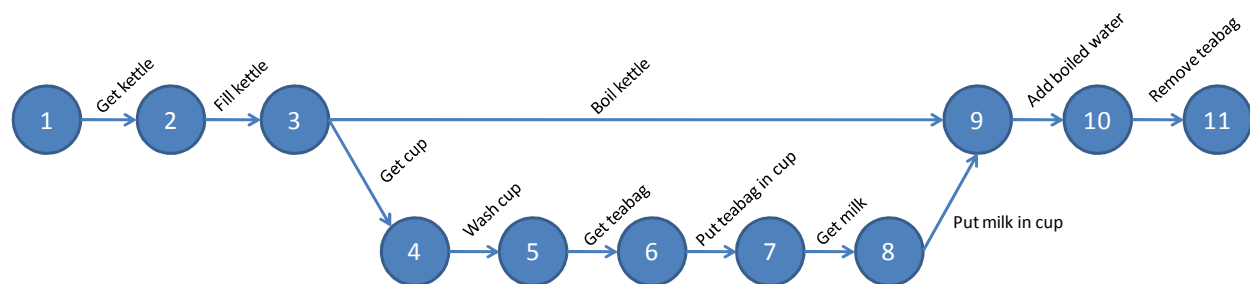 Get kettle
Fill kettle
Boil kettle
Add boiled water
Remove teabag
1
2
3
9
10
11
Get cup
Wash cup
Get teabag
Put teabag in cup
Get milk
Put milk in cup
4
5
6
7
8